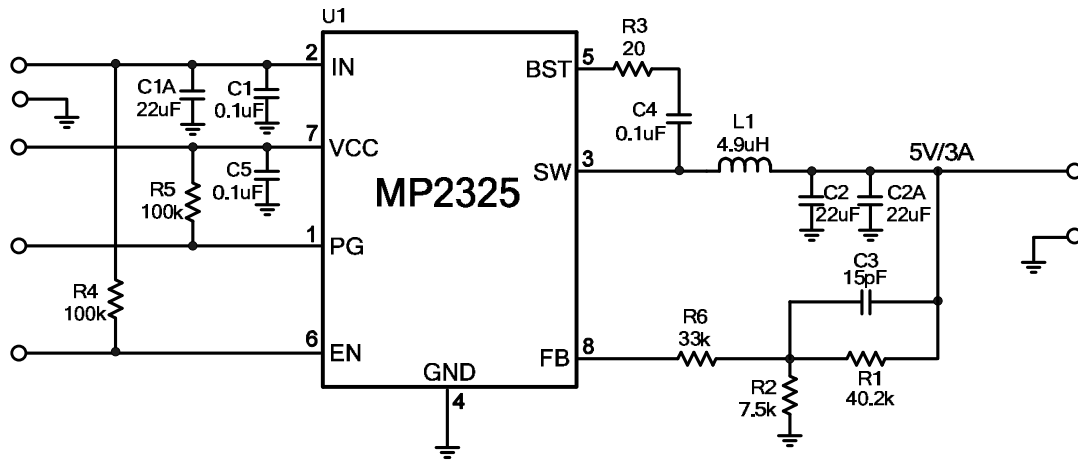 U1
2
IN
C1A
22uF
C1
0.1uF
7
VCC
R5
100k
C5
0.1uF
1
PG
R4
100k
6
EN
MP2325
GND
4
BST
5
R3
20
C4
0.1uF
SW
3
L1
4.9uH
5V/3A
C2
22uF
C2A
22uF
C3
15pF
FB
8
R6
33k
R2
7.5k
R1
40.2k